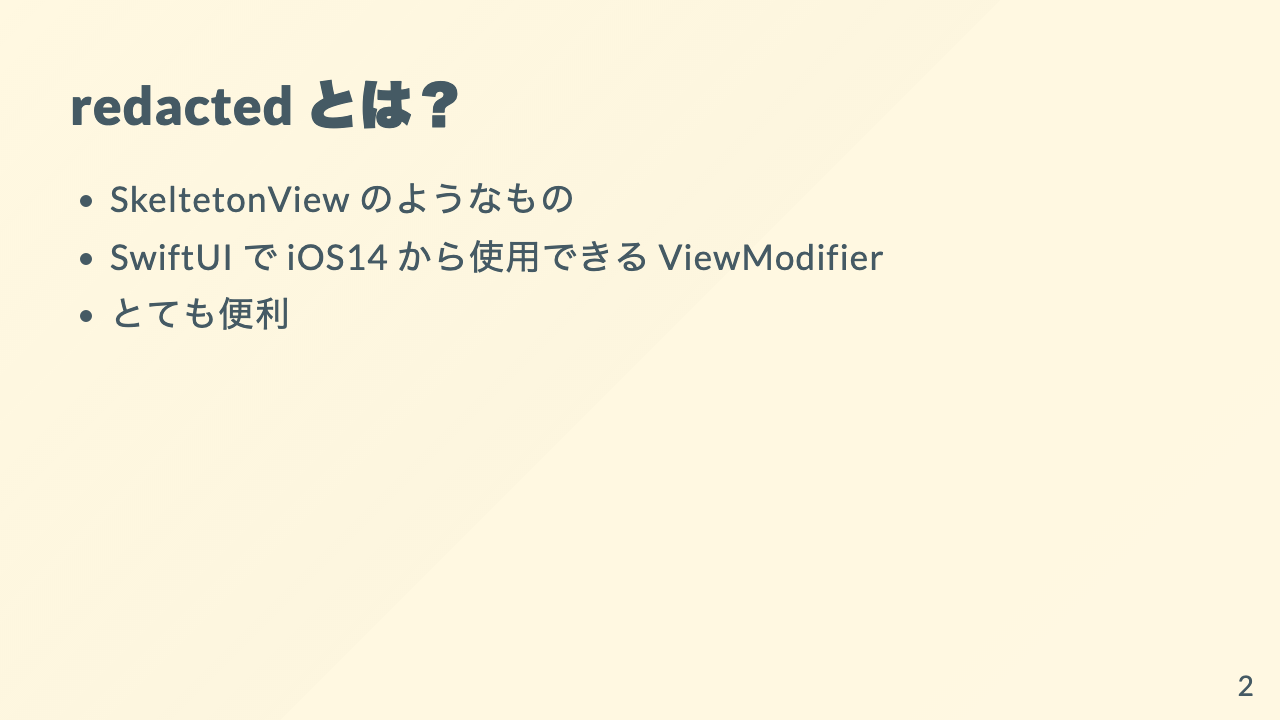 redacted とは？
• SkeltetonView のようなもの
• SwiftUI で iOS14 から使用できる ViewModifier
• とても便利
2